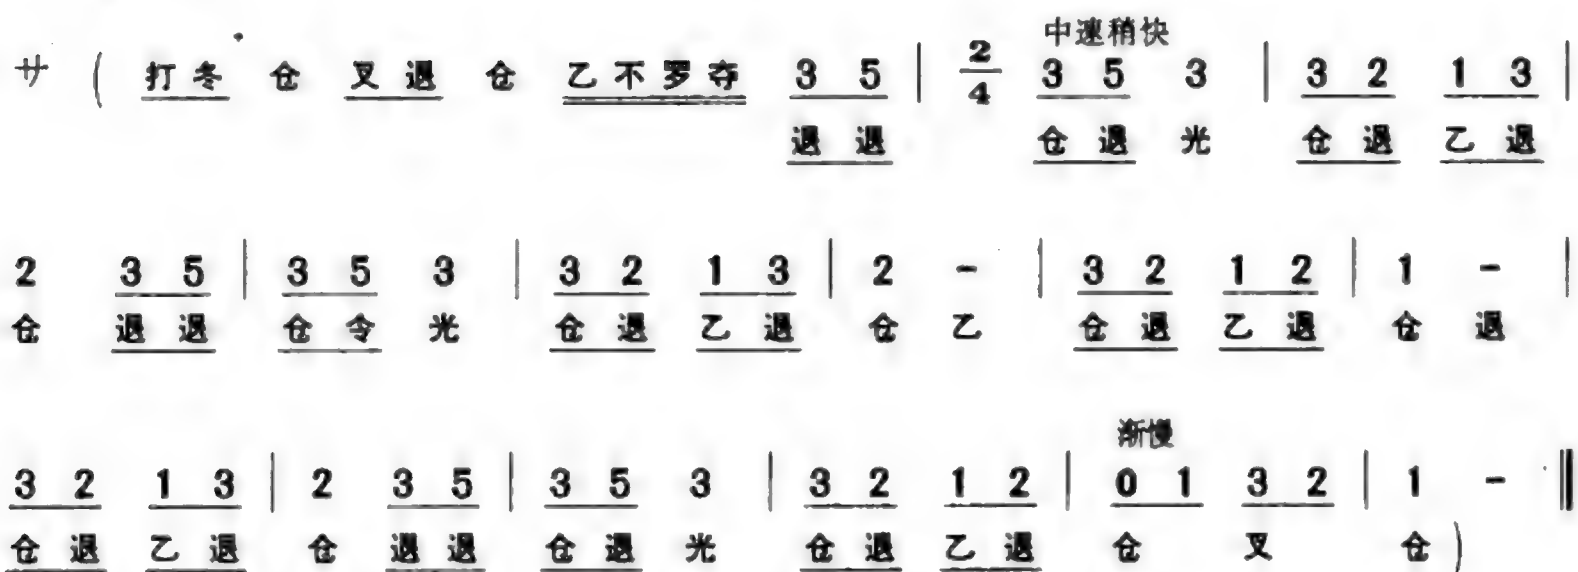 中速稍快
サ ( 打冬 仓 叉退 仓 乙不罗夺 3 5 | 2/4 3 5 3 | 3 2 1 3 |
退退 仓退 光 仓退 乙退
2 3 5 | 3 5 3 | 3 2 1 3 | 2 - | 3 2 1 2 | 1 - |
仓 退退 仓令 光 仓退 乙退 仓 乙 仓退 乙退 仓 退
渐慢
3 2 1 3 | 2 3 5 | 3 5 3 | 3 2 1 2 | 0 1 3 2 | 1 - ‖
仓退 乙退 仓 退退 仓退 光 仓退 乙退 仓 叉 仓 )